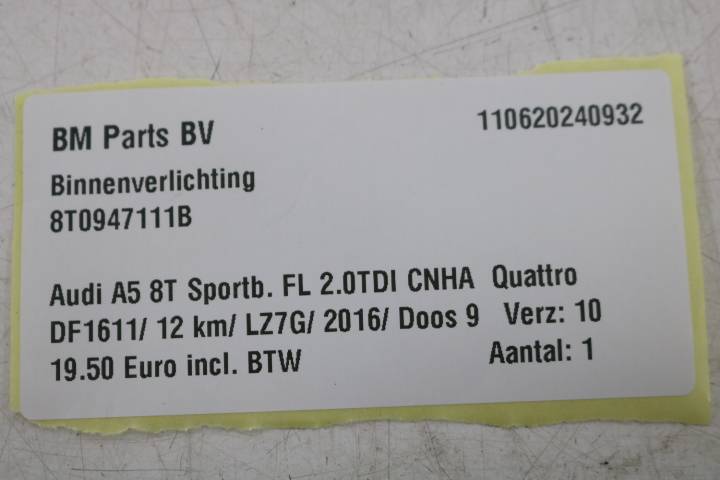 BM Parts BV 110620240932
Binnenverlichting
8T0947111B
Audi A5 8T Sportb. FL 2.0TDI CNHA Quattro
DF1611/ 12 km/ LZ7G/ 2016/ Doos 9 Verz: 10
19.50 Euro incl. BTW Aantal: 1